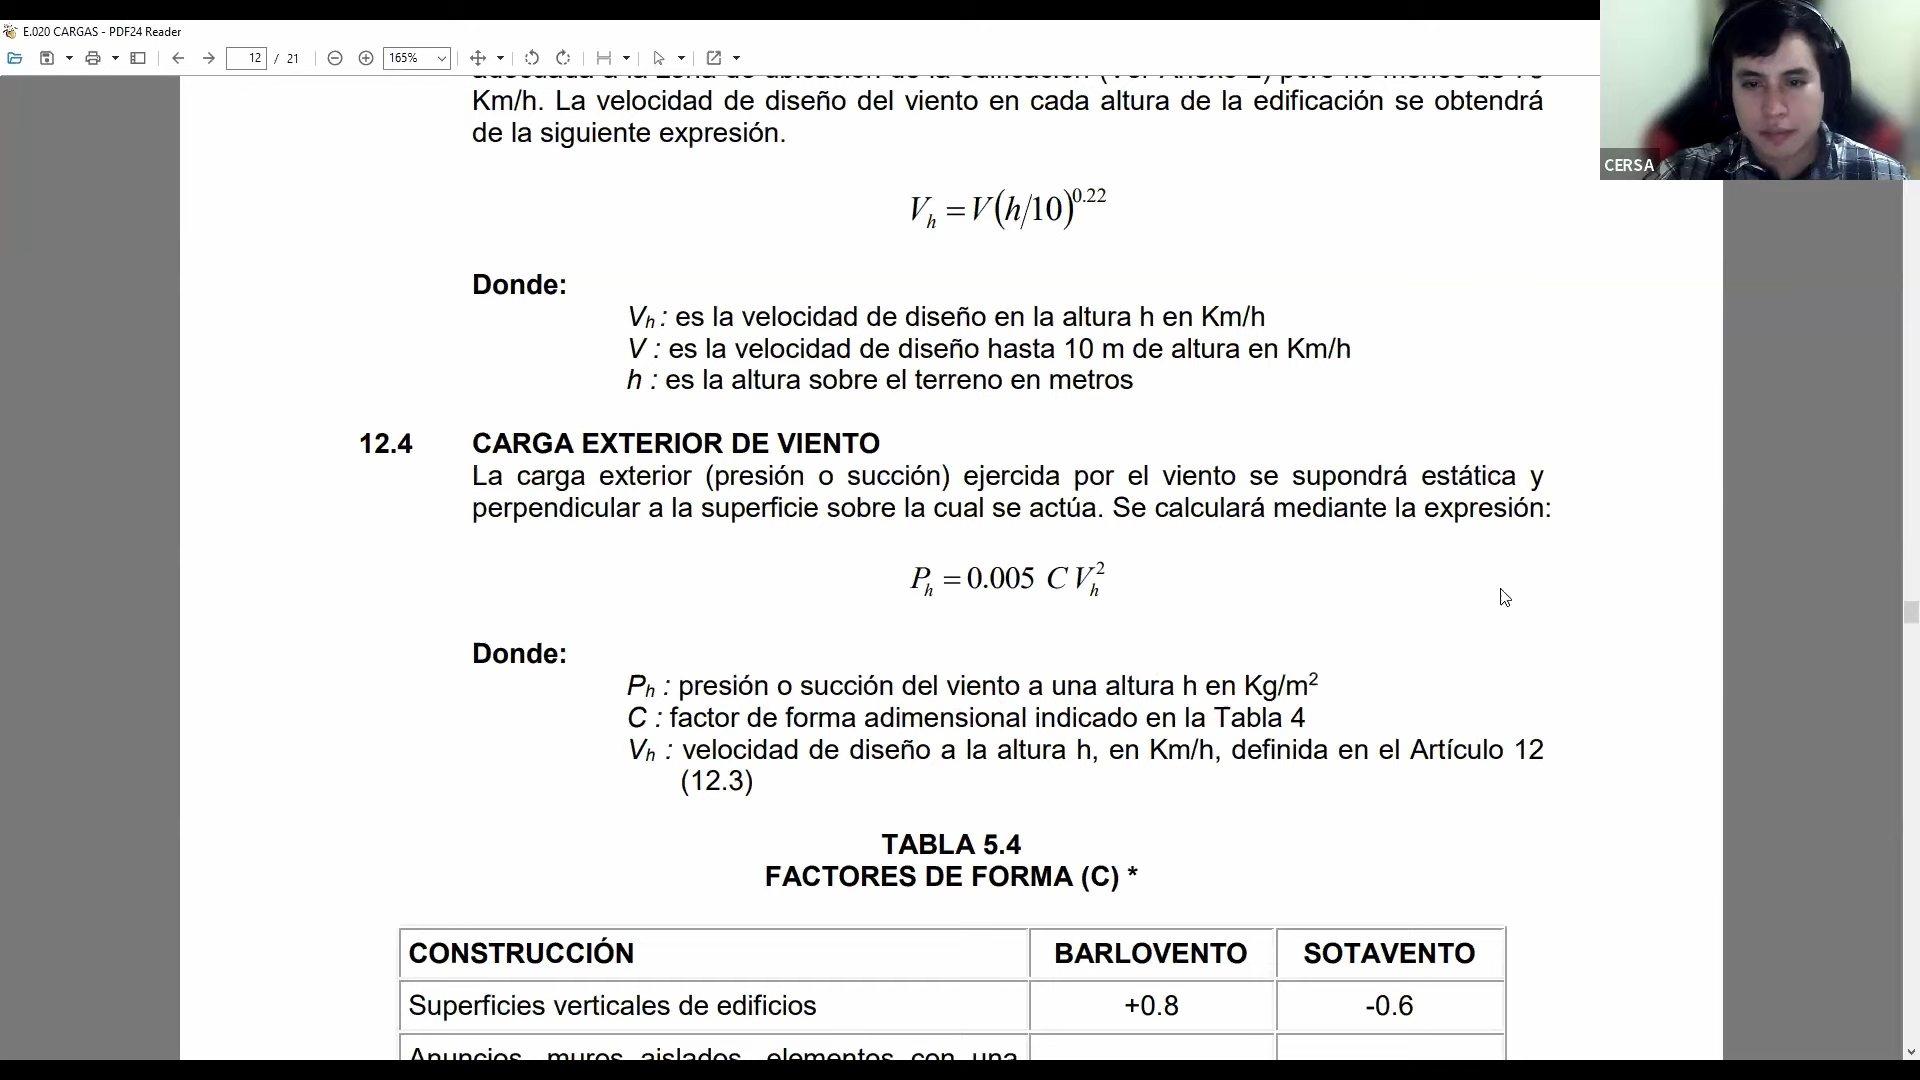 E.020 CARGAS - PDF24 Reader
12 / 21
165%
CERSA
Km/h. La velocidad de diseño del viento en cada altura de la edificación se obtendrá
de la siguiente expresión.
V_h = V(h/10)^0.22
Donde:
V_h : es la velocidad de diseño en la altura h en Km/h
V : es la velocidad de diseño hasta 10 m de altura en Km/h
h : es la altura sobre el terreno en metros
12.4 CARGA EXTERIOR DE VIENTO
La carga exterior (presión o succión) ejercida por el viento se supondrá estática y
perpendicular a la superficie sobre la cual se actúa. Se calculará mediante la expresión:
P_h = 0.005 C V_h^2
Donde:
P_h : presión o succión del viento a una altura h en Kg/m²
C : factor de forma adimensional indicado en la Tabla 4
V_h : velocidad de diseño a la altura h, en Km/h, definida en el Artículo 12
(12.3)
TABLA 5.4
FACTORES DE FORMA (C) *
CONSTRUCCIÓN BARLOVENTO SOTAVENTO
Superficies verticales de edificios +0.8 -0.6
Anuncios, muros aislados, elementos con una